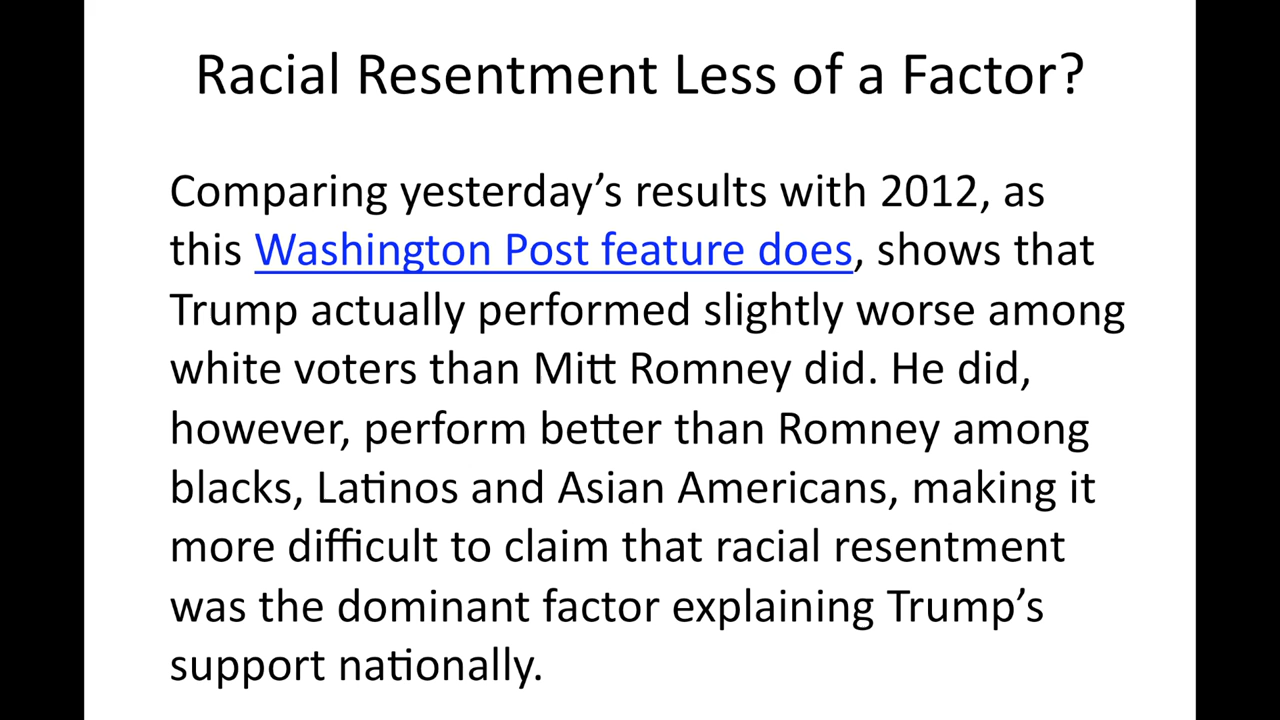 Racial Resentment Less of a Factor?
Comparing yesterday’s results with 2012, as
this Washington Post feature does, shows that
Trump actually performed slightly worse among
white voters than Mitt Romney did. He did,
however, perform better than Romney among
blacks, Latinos and Asian Americans, making it
more difficult to claim that racial resentment
was the dominant factor explaining Trump’s
support nationally.